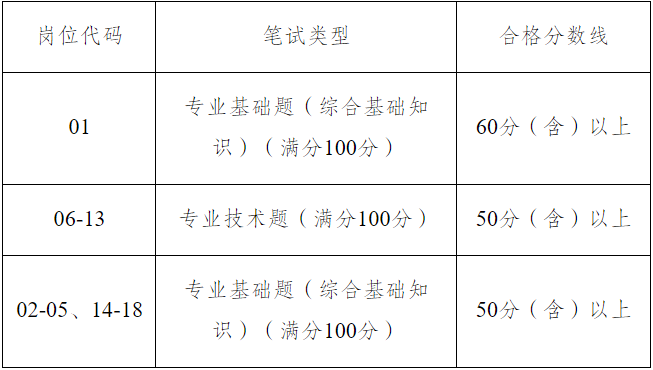 岗位代码 笔试类型 合格分数线
01 专业基础题（综合基础知
识）（满分100分） 60分（含）以上
06-13 专业技术题（满分100分） 50分（含）以上
02-05、14-18 专业基础题（综合基础知
识）（满分100分） 50分（含）以上